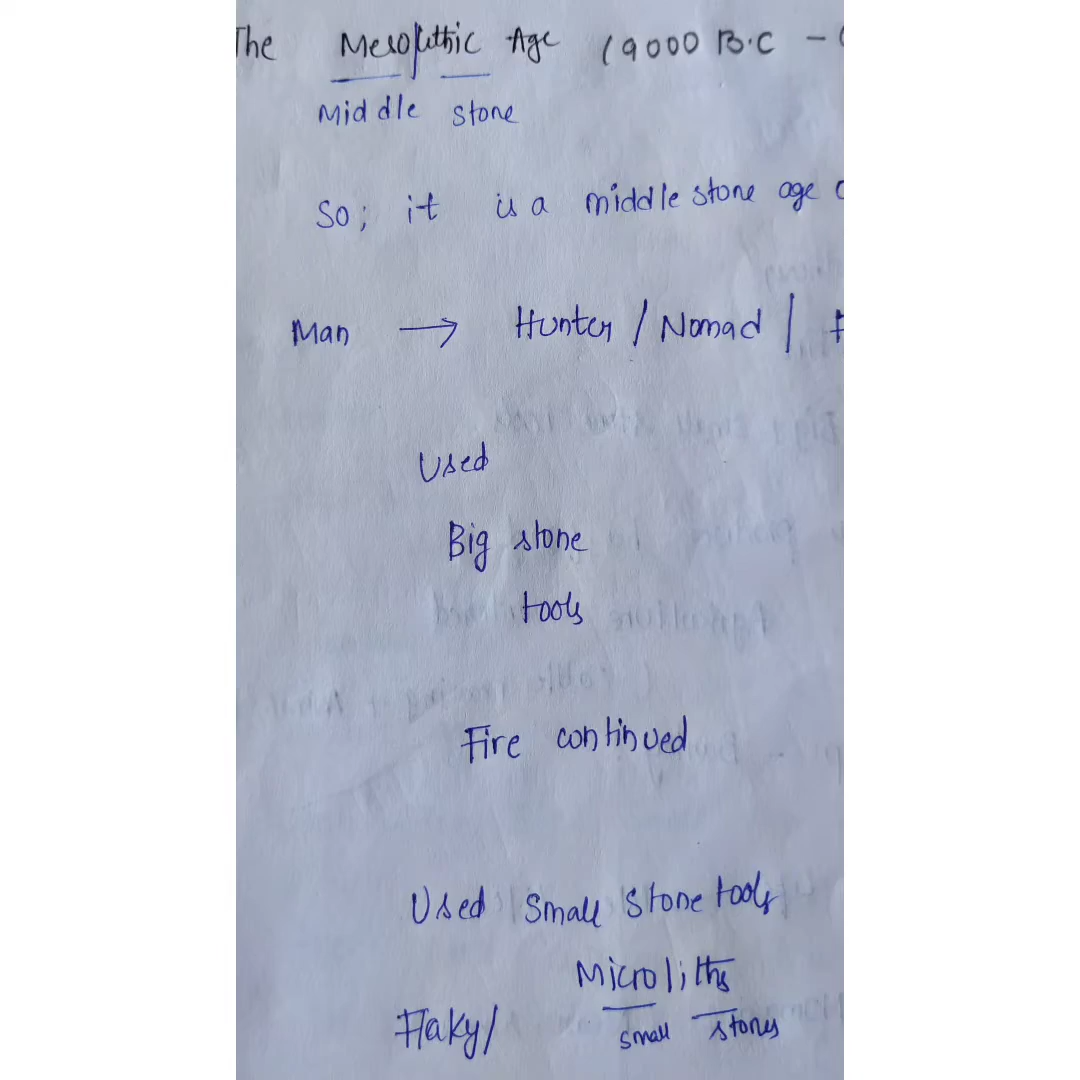 The Mesolithic Age (9000 B.C -
Middle stone
So; it is a middle stone age
Man → Hunter / Nomad /
Used
Big stone
tools
Fire continued
Used small stone tools
Microliths
Flaky/ small stones